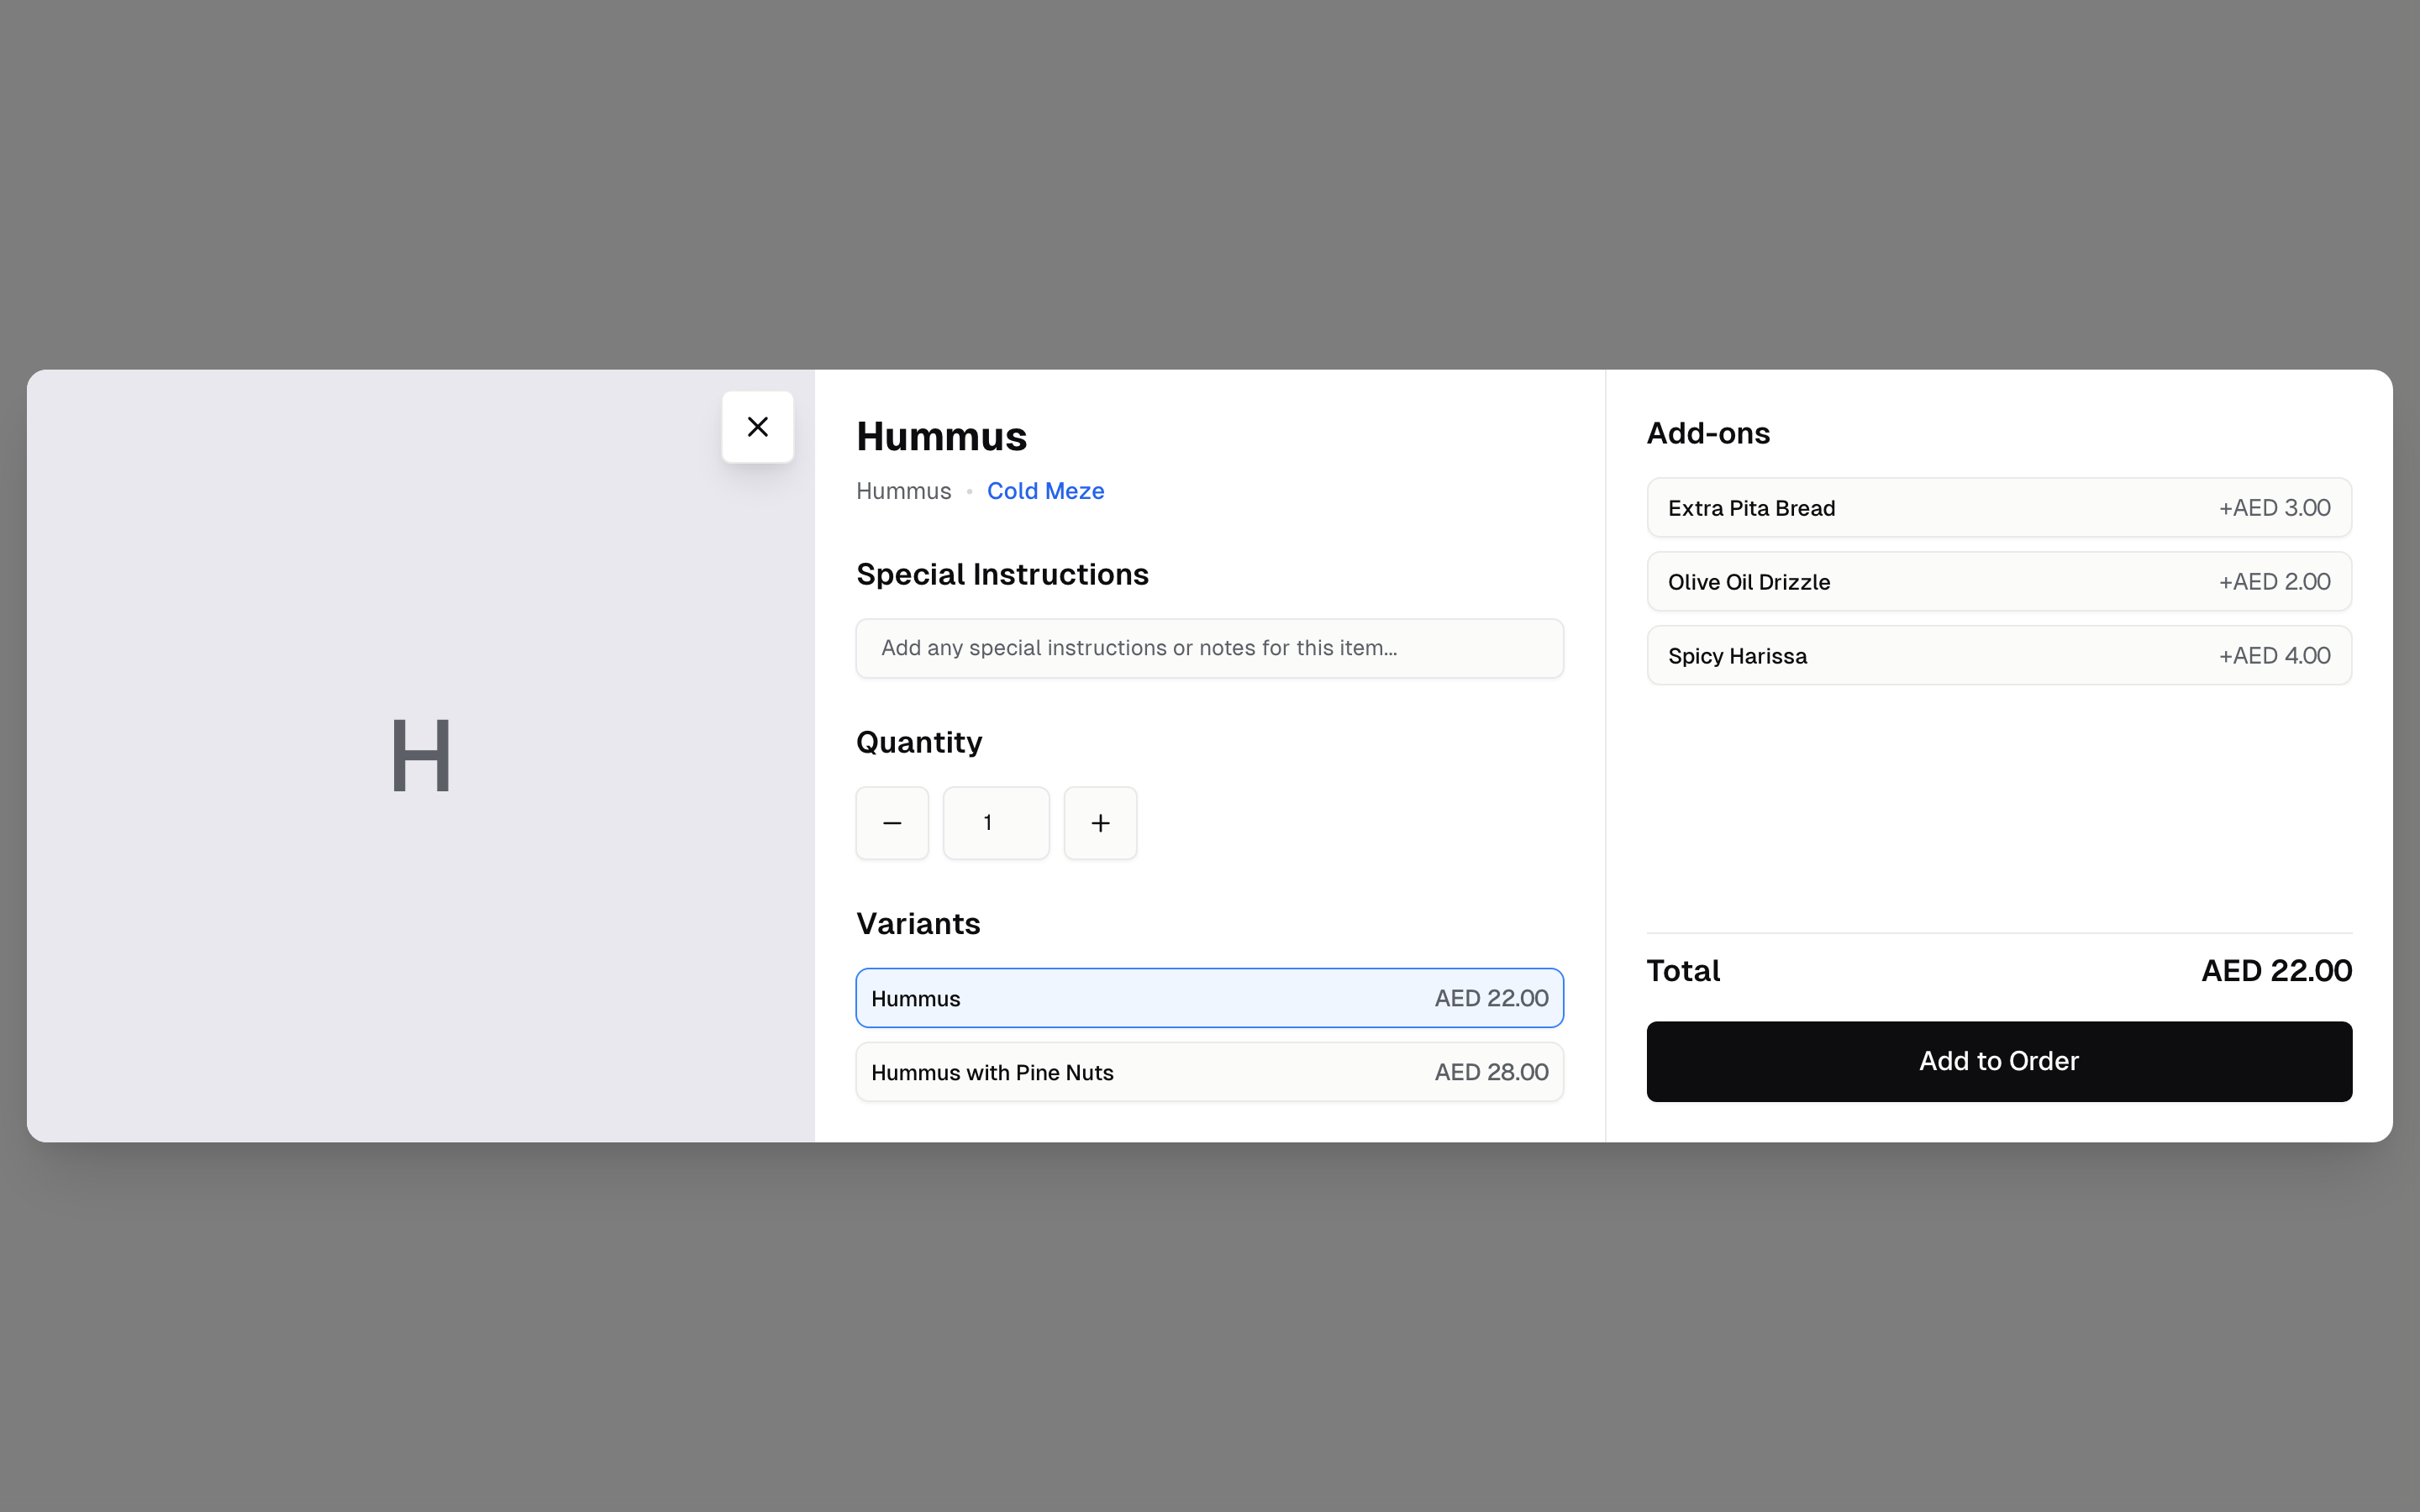 H
Hummus
Hummus • Cold Meze
Special Instructions
Add any special instructions or notes for this item...
Quantity
1
Variants
Hummus AED 22.00
Hummus with Pine Nuts AED 28.00
Add-ons
Extra Pita Bread +AED 3.00
Olive Oil Drizzle +AED 2.00
Spicy Harissa +AED 4.00
Total AED 22.00
Add to Order